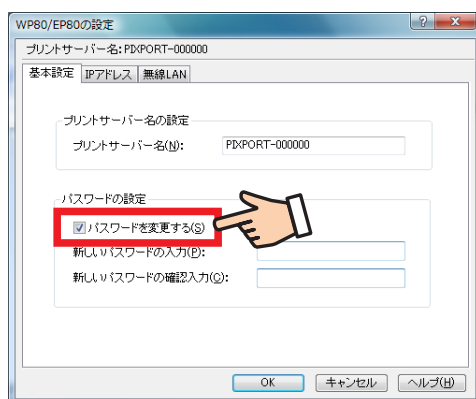 WP80/EP80の設定
プリントサーバー名:PIXPORT-000000
基本設定 IPアドレス 無線LAN
プリントサーバー名の設定
プリントサーバー名(N): PIXPORT-000000
パスワードの設定
パスワードを変更する(S)
新しいパスワードの入力(P):
新しいパスワードの確認入力(C):
OK キャンセル ヘルプ(H)